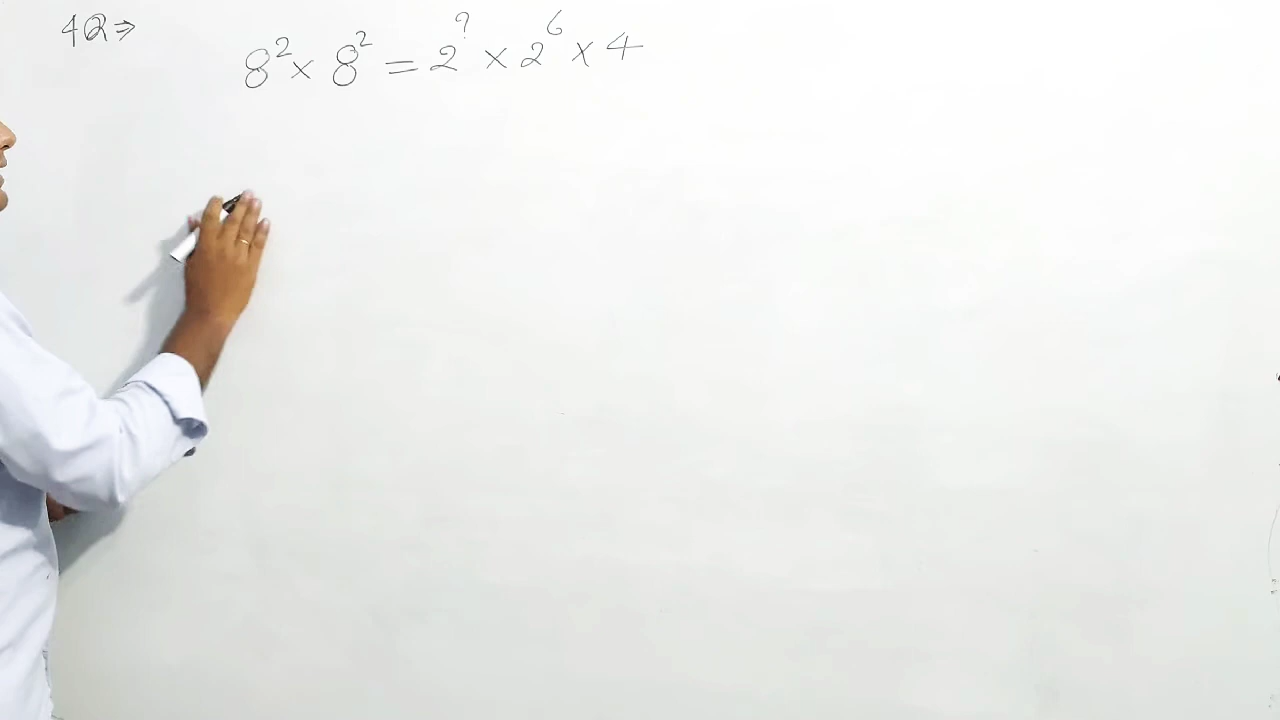 4Q⇒
8² × 8² = 2^? × 2⁶ × 4